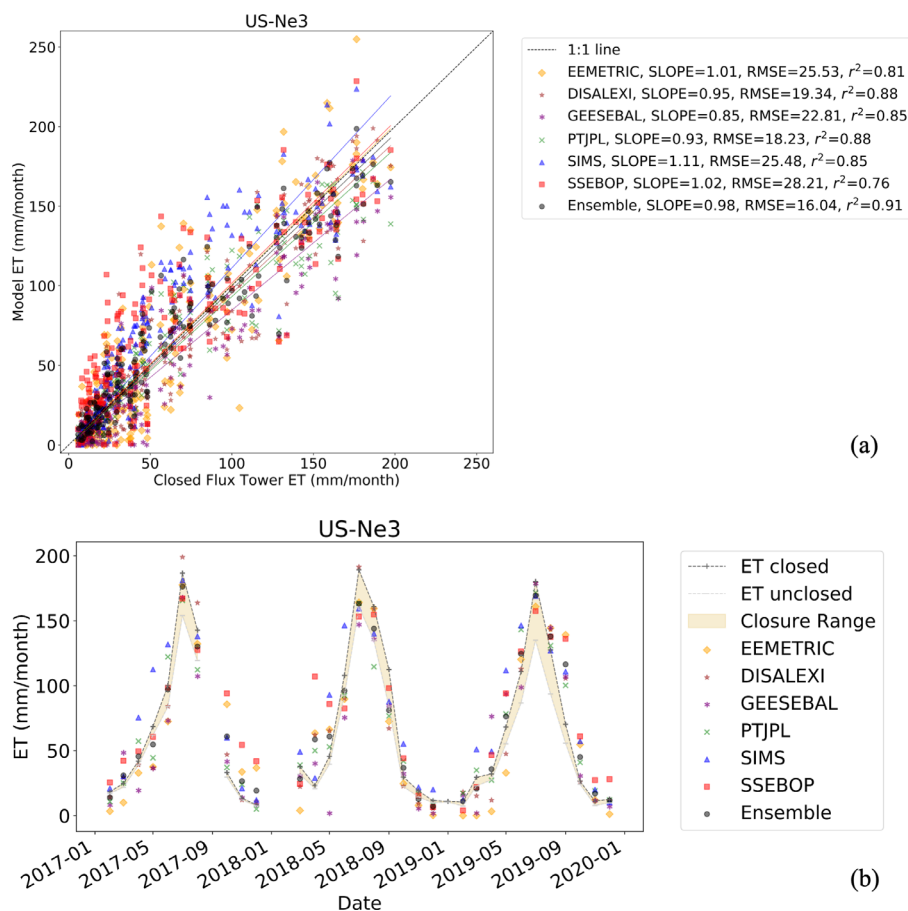 US-Ne3
250
200
150
100
50
0
Model ET (mm/month)
0 50 100 150 200 250
Closed Flux Tower ET (mm/month)
1:1 line
EEMETRIC, SLOPE=1.01, RMSE=25.53, r²=0.81
DISALEXI, SLOPE=0.95, RMSE=19.34, r²=0.88
GEESEBAL, SLOPE=0.85, RMSE=22.81, r²=0.85
PTJPL, SLOPE=0.93, RMSE=18.23, r²=0.88
SIMS, SLOPE=1.11, RMSE=25.48, r²=0.85
SSEBOP, SLOPE=1.02, RMSE=28.21, r²=0.76
Ensemble, SLOPE=0.98, RMSE=16.04, r²=0.91
(a)
US-Ne3
200
150
100
50
0
ET (mm/month)
2017-01 2017-05 2017-09 2018-01 2018-05 2018-09 2019-01 2019-05 2019-09 2020-01
Date
ET closed
ET unclosed
Closure Range
EEMETRIC
DISALEXI
GEESEBAL
PTJPL
SIMS
SSEBOP
Ensemble
(b)